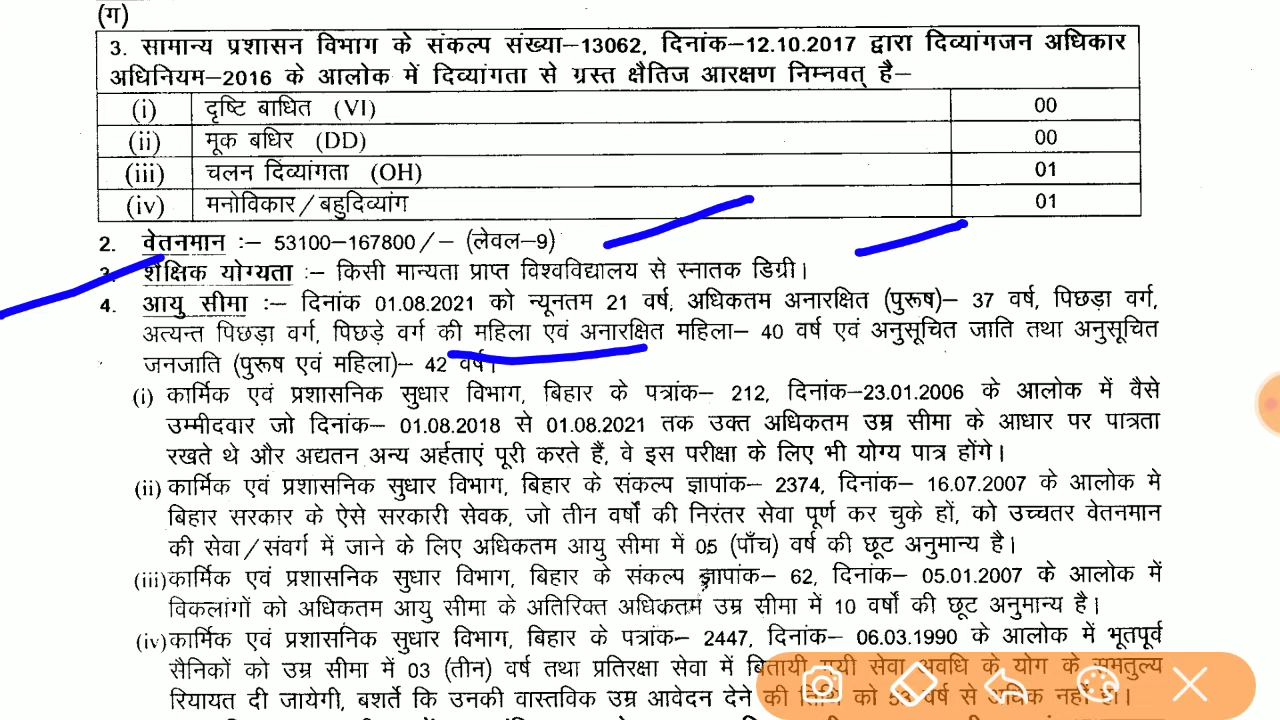 (ग)
3. सामान्य प्रशासन विभाग के संकल्प संख्या–13062, दिनांक–12.10.2017 द्वारा दिव्यांगजन अधिकार
अधिनियम–2016 के आलोक में दिव्यांगता से ग्रस्त क्षैतिज आरक्षण निम्नवत् है–
(i) दृष्टि बाधित (VI) 00
(ii) मूक बधिर (DD) 00
(iii) चलन दिव्यांगता (OH) 01
(iv) मनोविकार/बहुदिव्यांग 01
2. वेतनमान :– 53100–167800/– (लेवल–9)
3. शैक्षिक योग्यता :– किसी मान्यता प्राप्त विश्वविद्यालय से स्नातक डिग्री।
4. आयु सीमा :– दिनांक 01.08.2021 को न्यूनतम 21 वर्ष, अधिकतम अनारक्षित (पुरूष)– 37 वर्ष, पिछड़ा वर्ग,
अत्यन्त पिछड़ा वर्ग, पिछड़े वर्ग की महिला एवं अनारक्षित महिला– 40 वर्ष एवं अनुसूचित जाति तथा अनुसूचित
जनजाति (पुरूष एवं महिला)– 42 वर्ष।
(i) कार्मिक एवं प्रशासनिक सुधार विभाग, बिहार के पत्रांक– 212, दिनांक–23.01.2006 के आलोक में वैसे
उम्मीदवार जो दिनांक– 01.08.2018 से 01.08.2021 तक उक्त अधिकतम उम्र सीमा के आधार पर पात्रता
रखते थे और अद्यतन अन्य अर्हताएं पूरी करते हैं, वे इस परीक्षा के लिए भी योग्य पात्र होंगे।
(ii) कार्मिक एवं प्रशासनिक सुधार विभाग, बिहार के संकल्प ज्ञापांक– 2374, दिनांक– 16.07.2007 के आलोक मे
बिहार सरकार के ऐसे सरकारी सेवक, जो तीन वर्षों की निरंतर सेवा पूर्ण कर चुके हों, को उच्चतर वेतनमान
की सेवा/संवर्ग में जाने के लिए अधिकतम आयु सीमा में 05 (पाँच) वर्ष की छूट अनुमान्य है।
(iii) कार्मिक एवं प्रशासनिक सुधार विभाग, बिहार के संकल्प ज्ञापांक– 62, दिनांक– 05.01.2007 के आलोक में
विकलांगों को अधिकतम आयु सीमा के अतिरिक्त अधिकतम उम्र सीमा में 10 वर्षों की छूट अनुमान्य है।
(iv) कार्मिक एवं प्रशासनिक सुधार विभाग, बिहार के पत्रांक– 2447, दिनांक– 06.03.1990 के आलोक में भूतपूर्व
सैनिकों को उम्र सीमा में 03 (तीन) वर्ष तथा प्रतिरक्षा सेवा में बितायी गयी सेवा अवधि के योग के समतुल्य
रियायत दी जायेगी, बशर्ते कि उनकी वास्तविक उम्र आवेदन देने की तिथि को 53 वर्ष से अधिक नहीं हो।